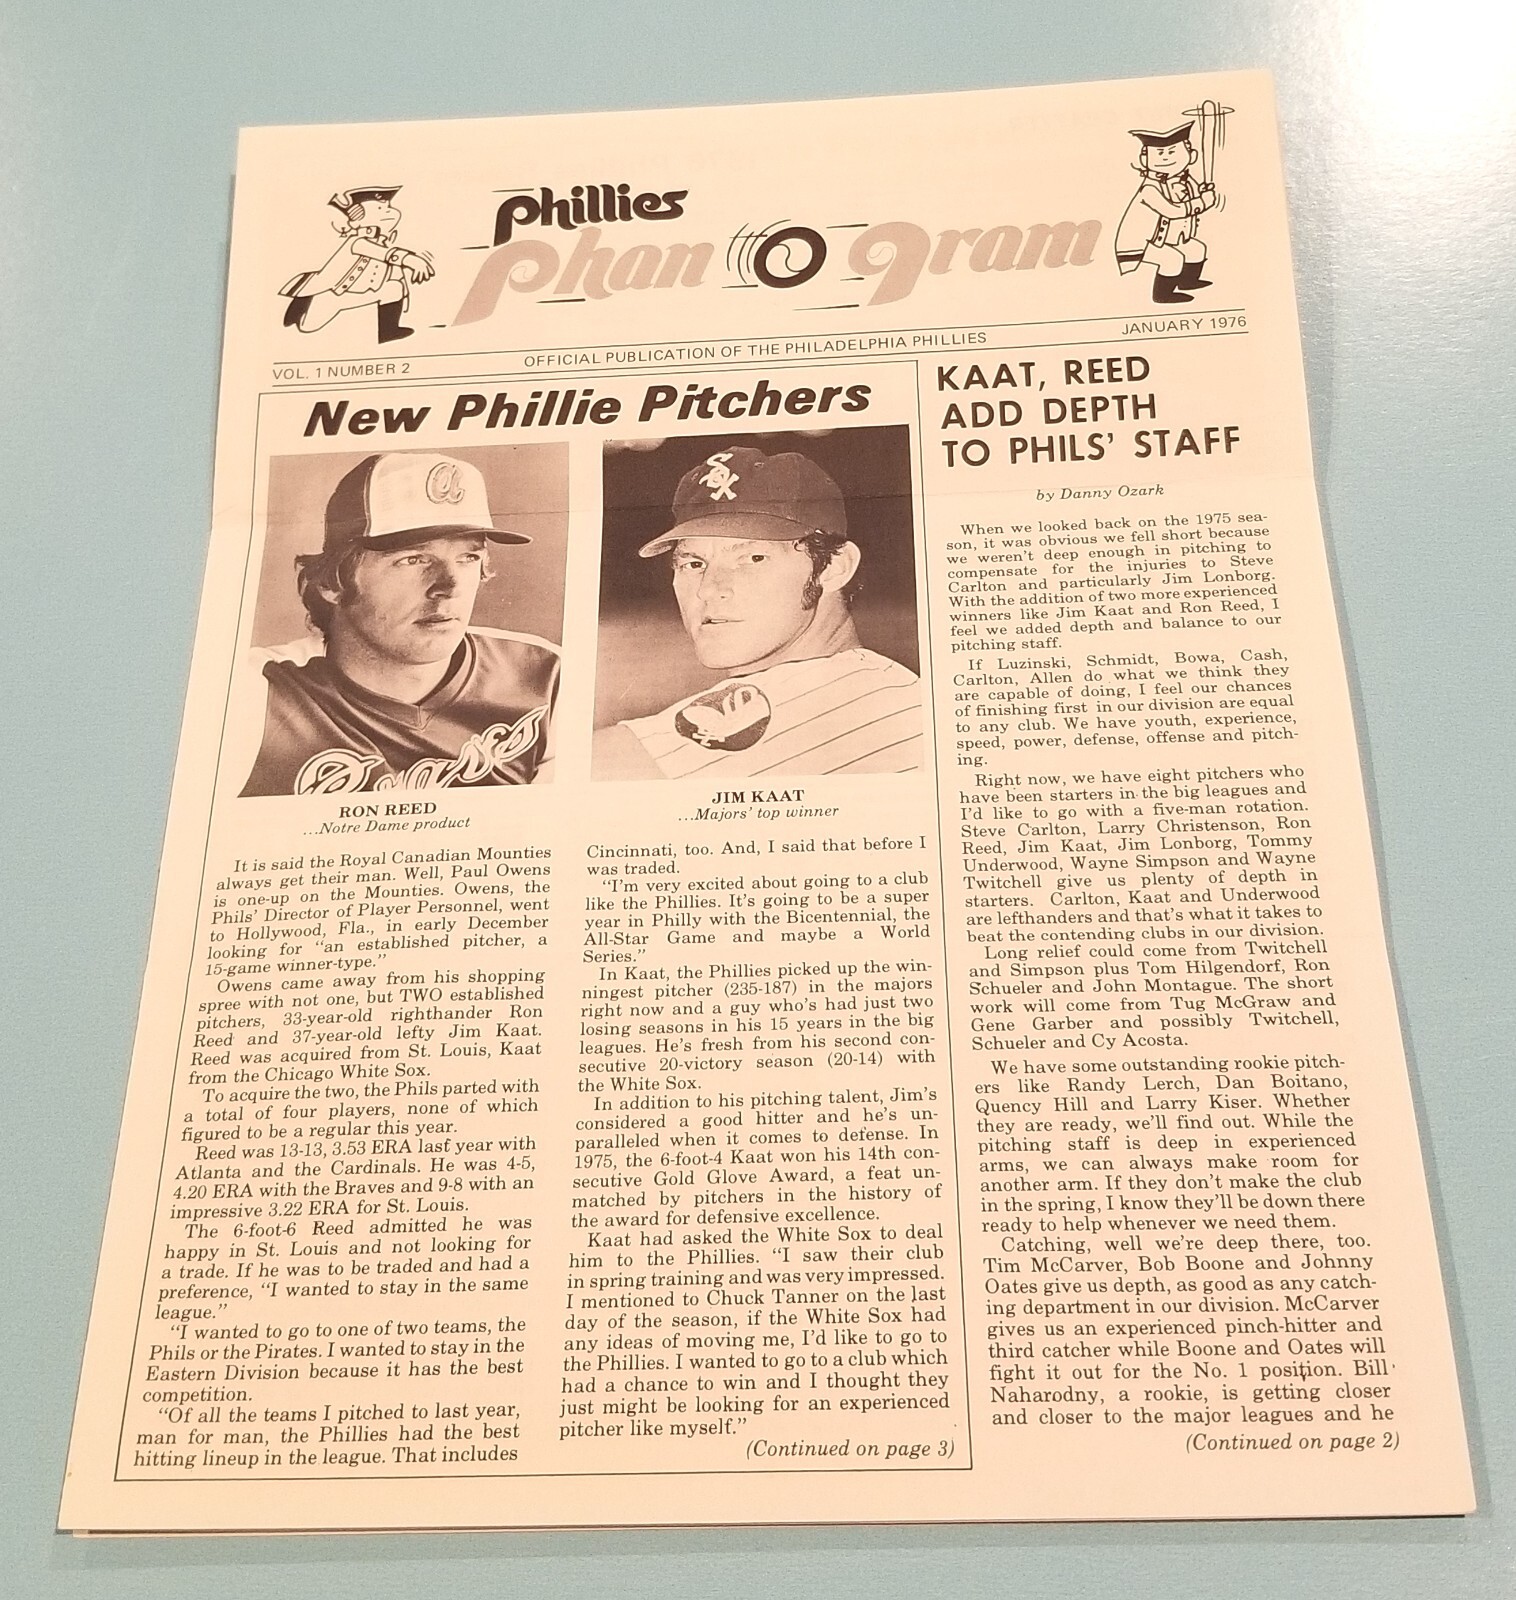 Phillies
Phan O Gram
VOL. 1 NUMBER 2
OFFICIAL PUBLICATION OF THE PHILADELPHIA PHILLIES
JANUARY 1976
New Phillie Pitchers
a
Braves
RON REED
...Notre Dame product
SOX
JIM KAAT
...Majors' top winner
It is said the Royal Canadian Mounties
always get their man. Well, Paul Owens
is one-up on the Mounties. Owens, the
Phils' Director of Player Personnel, went
to Hollywood, Fla., in early December
looking for "an established pitcher, a
15-game winner-type."
Owens came away from his shopping
spree with not one, but TWO established
pitchers, 33-year-old righthander Ron
Reed and 37-year-old lefty Jim Kaat.
Reed was acquired from St. Louis, Kaat
from the Chicago White Sox.
To acquire the two, the Phils parted with
a total of four players, none of which
figured to be a regular this year.
Reed was 13-13, 3.53 ERA last year with
Atlanta and the Cardinals. He was 4-5,
4.20 ERA with the Braves and 9-8 with an
impressive 3.22 ERA for St. Louis.
The 6-foot-6 Reed admitted he was
happy in St. Louis and not looking for
a trade. If he was to be traded and had a
preference, "I wanted to stay in the same
league."
"I wanted to go to one of two teams, the
Phils or the Pirates. I wanted to stay in the
Eastern Division because it has the best
competition.
"Of all the teams I pitched to last year,
man for man, the Phillies had the best
hitting lineup in the league. That includes
Cincinnati, too. And, I said that before I
was traded.
"I'm very excited about going to a club
like the Phillies. It's going to be a super
year in Philly with the Bicentennial, the
All-Star Game and maybe a World
Series."
In Kaat, the Phillies picked up the win-
ningest pitcher (235-187) in the majors
right now and a guy who's had just two
losing seasons in his 15 years in the big
leagues. He's fresh from his second con-
secutive 20-victory season (20-14) with
the White Sox.
In addition to his pitching talent, Jim's
considered a good hitter and he's un-
paralleled when it comes to defense. In
1975, the 6-foot-4 Kaat won his 14th con-
secutive Gold Glove Award, a feat un-
matched by pitchers in the history of
the award for defensive excellence.
Kaat had asked the White Sox to deal
him to the Phillies. "I saw their club
in spring training and was very impressed.
I mentioned to Chuck Tanner on the last
day of the season, if the White Sox had
any ideas of moving me, I'd like to go to
the Phillies. I wanted to go to a club which
had a chance to win and I thought they
just might be looking for an experienced
pitcher like myself."
(Continued on page 3)
KAAT, REED
ADD DEPTH
TO PHILS' STAFF
by Danny Ozark
When we looked back on the 1975 sea-
son, it was obvious we fell short because
we weren't deep enough in pitching to
compensate for the injuries to Steve
Carlton and particularly Jim Lonborg.
With the addition of two more experienced
winners like Jim Kaat and Ron Reed, I
feel we added depth and balance to our
pitching staff.
If Luzinski, Schmidt, Bowa, Cash,
Carlton, Allen do what we think they
are capable of doing, I feel our chances
of finishing first in our division are equal
to any club. We have youth, experience,
speed, power, defense, offense and pitch-
ing.
Right now, we have eight pitchers who
have been starters in the big leagues and
I'd like to go with a five-man rotation.
Steve Carlton, Larry Christenson, Ron
Reed, Jim Kaat, Jim Lonborg, Tommy
Underwood, Wayne Simpson and Wayne
Twitchell give us plenty of depth in
starters. Carlton, Kaat and Underwood
are lefthanders and that's what it takes to
beat the contending clubs in our division.
Long relief could come from Twitchell
and Simpson plus Tom Hilgendorf, Ron
Schueler and John Montague. The short
work will come from Tug McGraw and
Gene Garber and possibly Twitchell,
Schueler and Cy Acosta.
We have some outstanding rookie pitch-
ers like Randy Lerch, Dan Boitano,
Quency Hill and Larry Kiser. Whether
they are ready, we'll find out. While the
pitching staff is deep in experienced
arms, we can always make room for
another arm. If they don't make the club
in the spring, I know they'll be down there
ready to help whenever we need them.
Catching, well we're deep there, too.
Tim McCarver, Bob Boone and Johnny
Oates give us depth, as good as any catch-
ing department in our division. McCarver
gives us an experienced pinch-hitter and
third catcher while Boone and Oates will
fight it out for the No. 1 position. Bill
Naharodny, a rookie, is getting closer
and closer to the major leagues and he
(Continued on page 2)